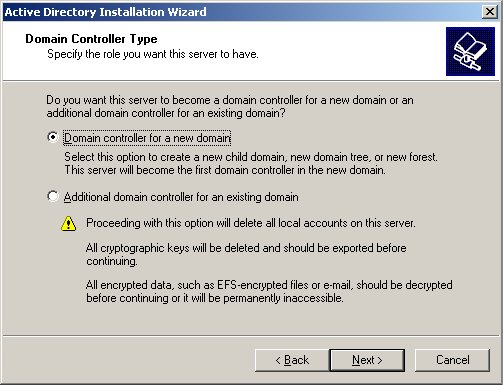 Active Directory Installation Wizard
Domain Controller Type
Specify the role you want this server to have.
Do you want this server to become a domain controller for a new domain or an
additional domain controller for an existing domain?
Domain controller for a new domain
Select this option to create a new child domain, new domain tree, or new forest.
This server will become the first domain controller in the new domain.
Additional domain controller for an existing domain
Proceeding with this option will delete all local accounts on this server.
All cryptographic keys will be deleted and should be exported before
continuing.
All encrypted data, such as EFS-encrypted files or e-mail, should be decrypted
before continuing or it will be permanently inaccessible.
< Back
Next >
Cancel